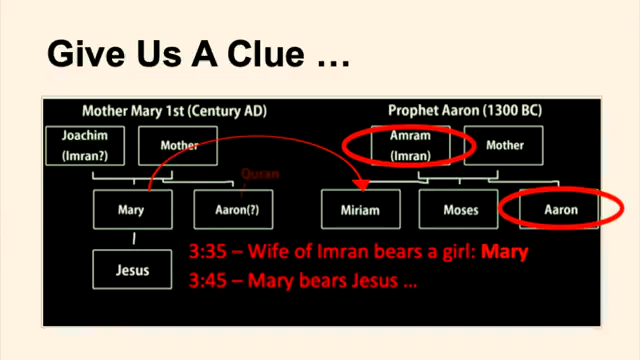 Give Us A Clue ...
Mother Mary 1st (Century AD)
Prophet Aaron (1300 BC)
Joachim
(Imran?)
Mother
Amram
(Imran)
Mother
Quran
Mary
Aaron(?)
Miriam
Moses
Aaron
Jesus
3:35 – Wife of Imran bears a girl: Mary
3:45 – Mary bears Jesus ...